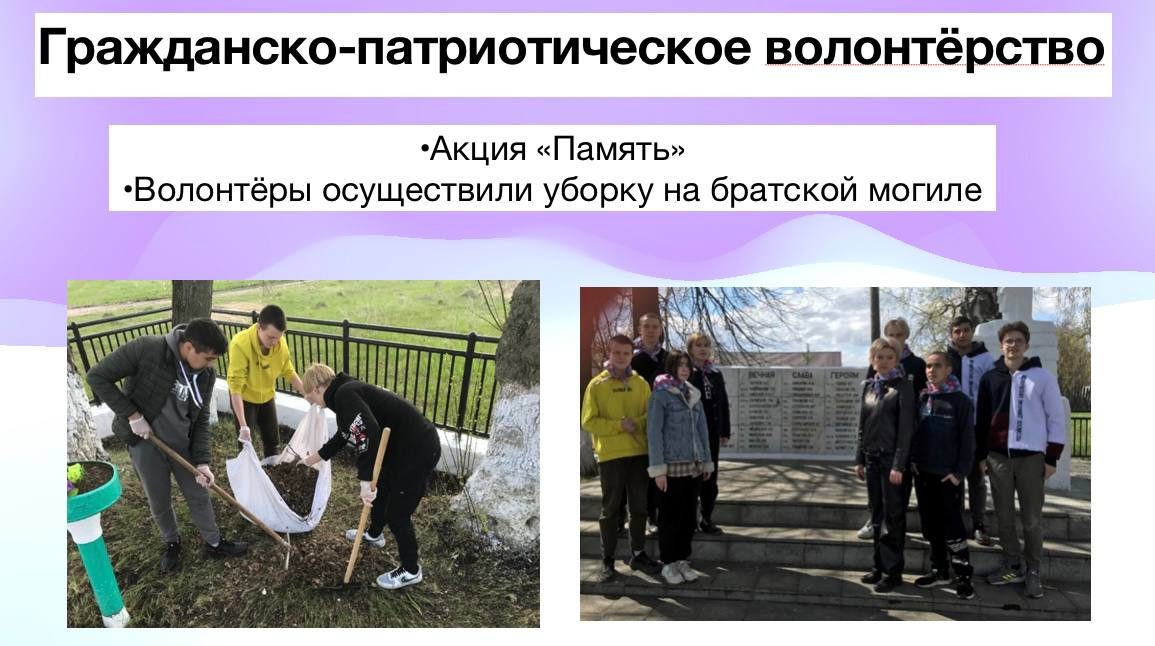 Гражданско-патриотическое волонтёрство
•Акция «Память»
•Волонтёры осуществили уборку на братской могиле
ВЕЧНАЯ СЛАВА ГЕРОЯМ